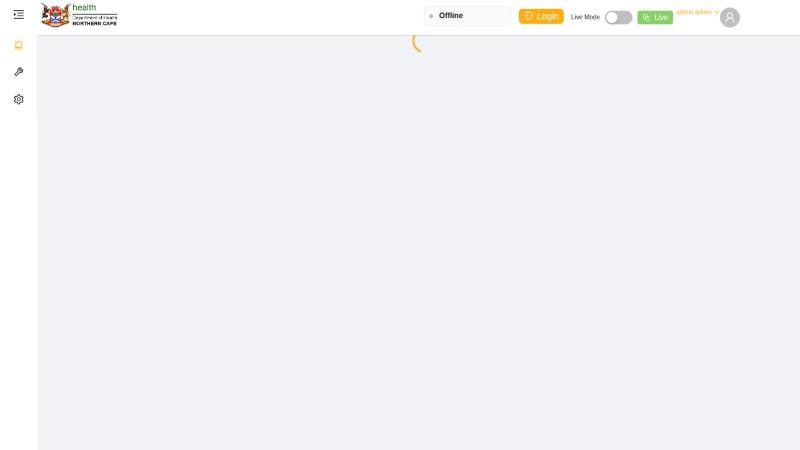 health
Department of Health
NORTHERN CAPE
Offline
Login
Live Mode
Live
admin admin